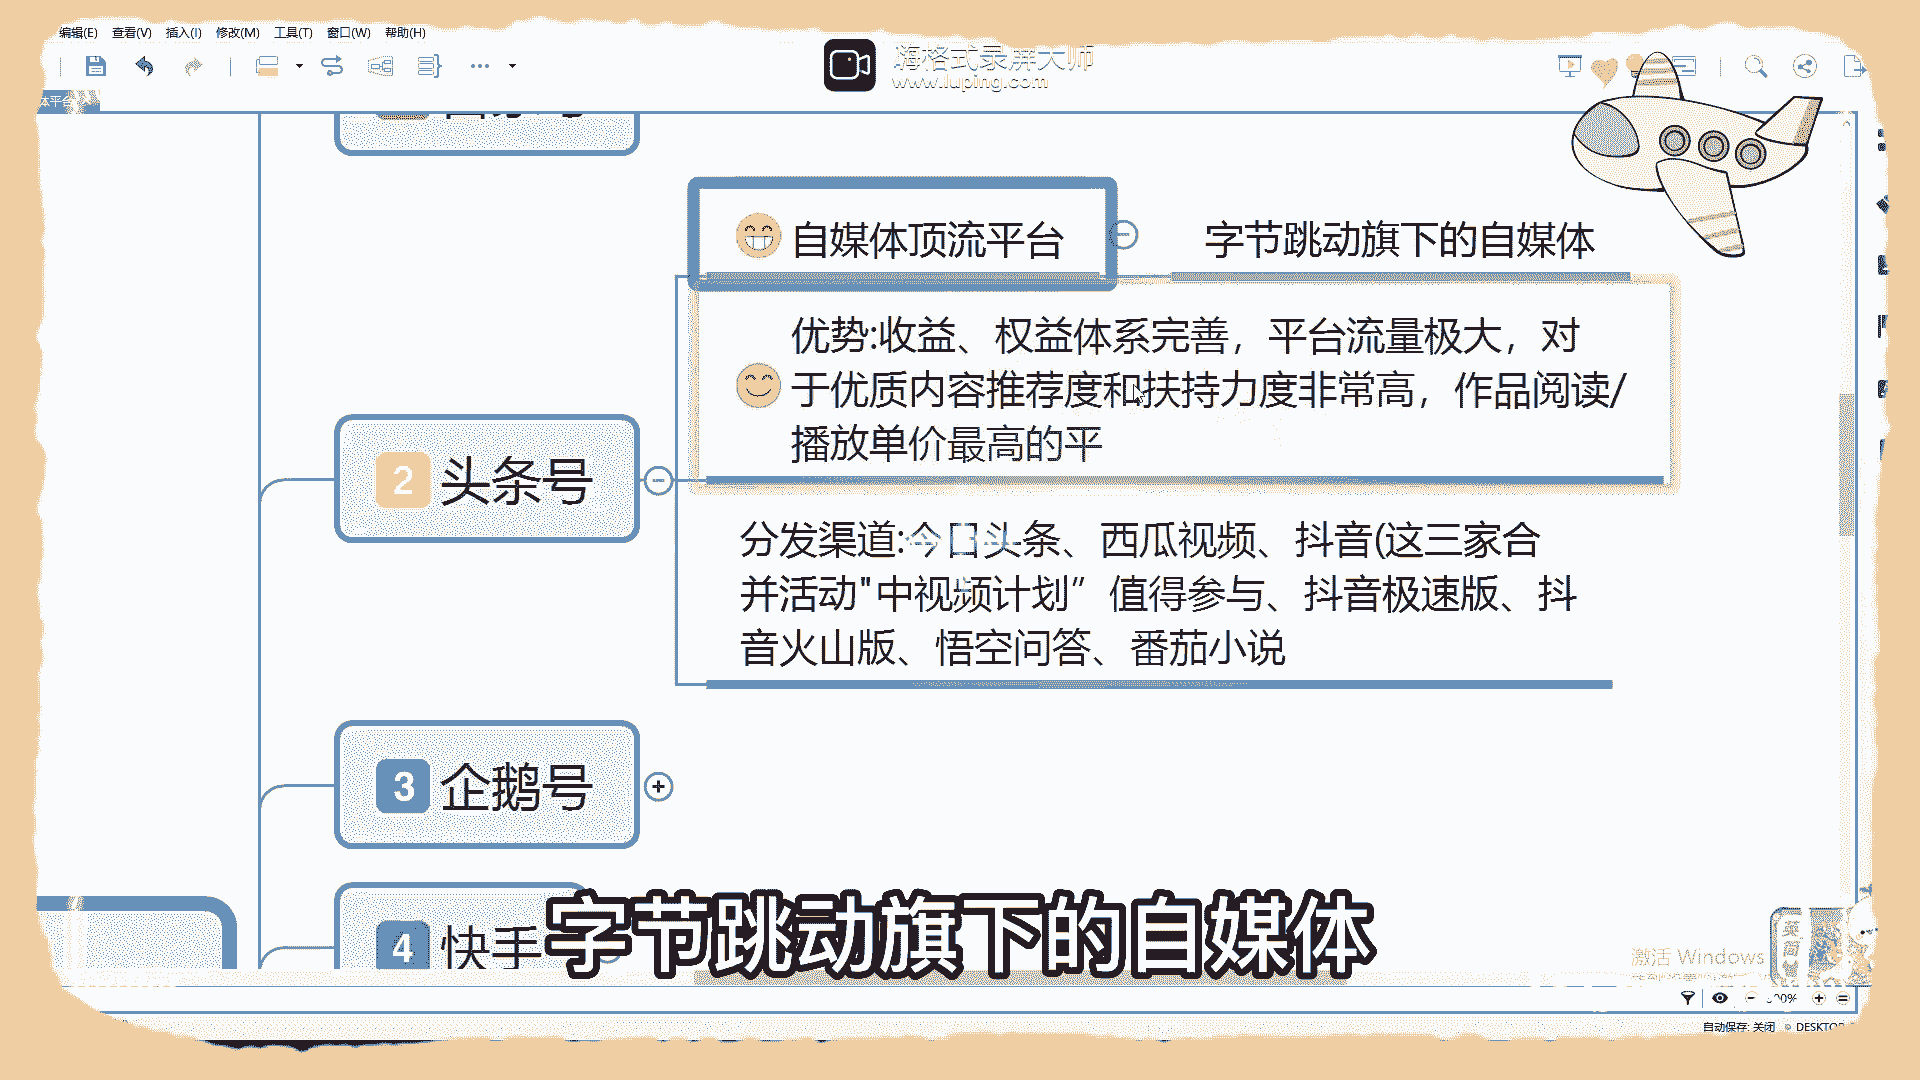 编辑(E) 查看(V) 插入(I) 修改(M) 工具(T) 窗口(W) 帮助(H)
嗨格式录屏大师
www.luping.com
体平台
自媒体顶流平台
字节跳动旗下的自媒体
优势:收益、权益体系完善，平台流量极大，对
于优质内容推荐度和扶持力度非常高，作品阅读/
播放单价最高的平
2 头条号
分发渠道:今日头条、西瓜视频、抖音(这三家合
并活动"中视频计划”值得参与、抖音极速版、抖
音火山版、悟空问答、番茄小说
3 企鹅号
4 快手
字节跳动旗下的自媒体
激活 Windows
自动保存: 关闭